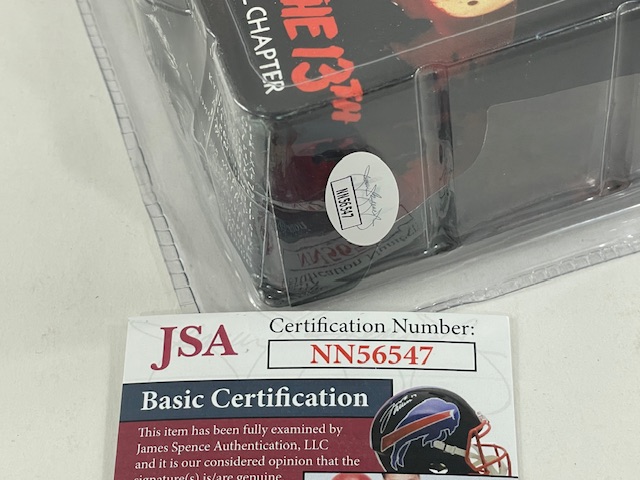 HE 13TH
L CHAPTER
NN56547
JSA
Certification Number:
NN56547
Basic Certification
This item has been fully examined by
James Spence Authentication, LLC
and it is our considered opinion that the
signature(s) is/are genuine